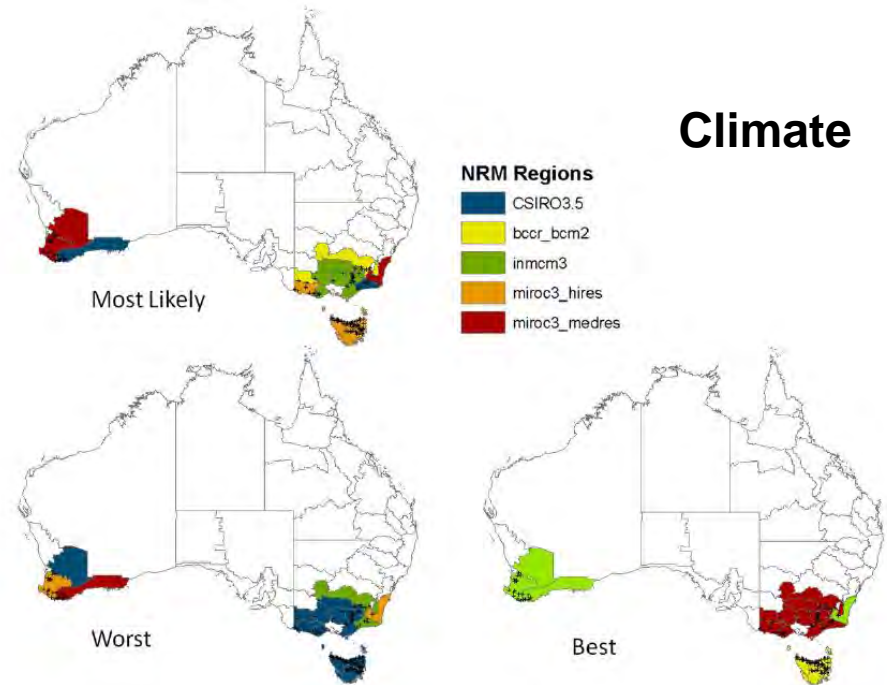 Climate
NRM Regions
CSIRO3.5
bccr_bcm2
inmcm3
miroc3_hires
miroc3_medres
Most Likely
Worst
Best